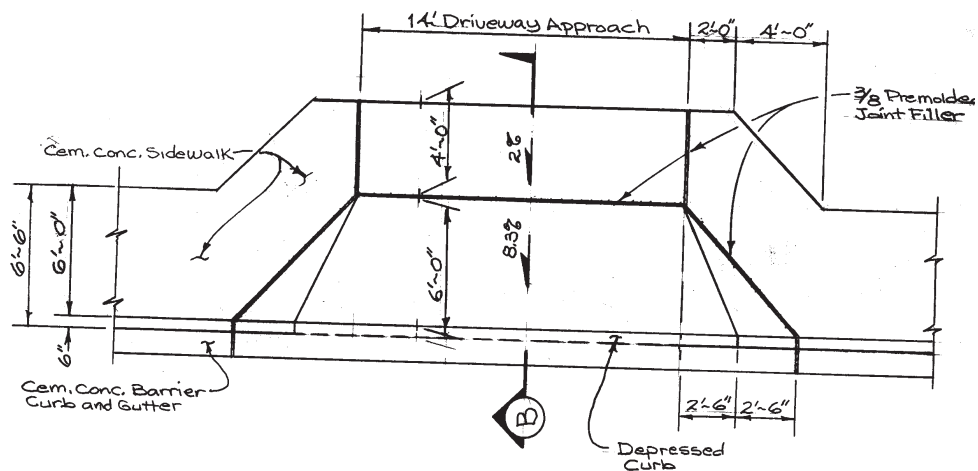 14' Driveway Approach
2'~0"
4'~0"
3/8 Premolded
Joint Filler
Cem. Conc. Sidewalk
4'~0"
2%
6'~6"
6'~0"
8.3%
6'~0"
6"
Cem. Conc. Barrier
Curb and Gutter
B
2'~6"
2'~6"
Depressed
Curb